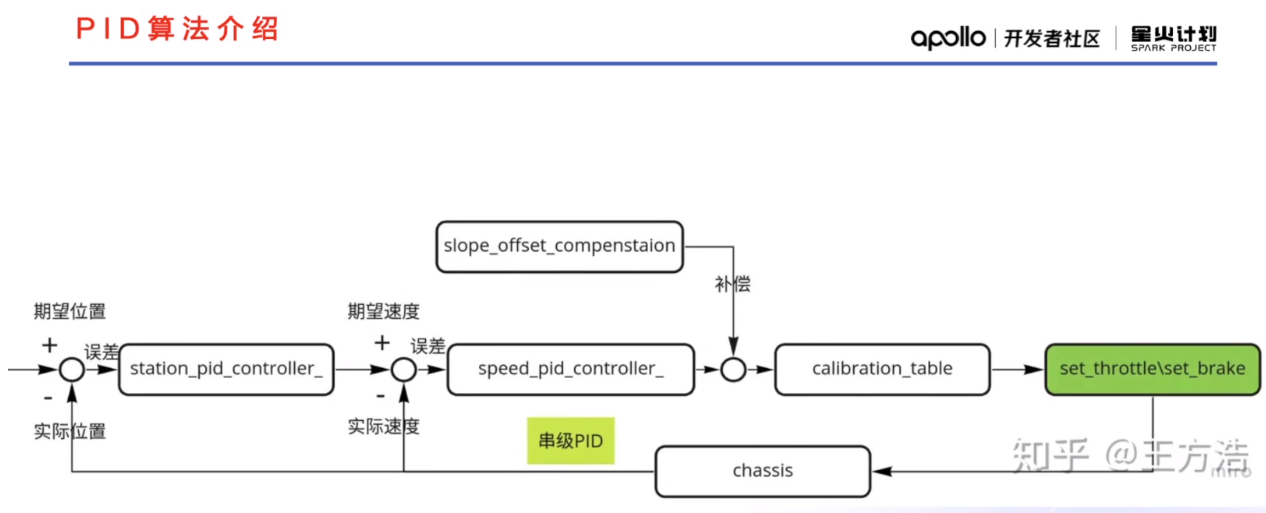 PID算法介绍
apollo 开发者社区 星火计划
SPARK PROJECT
slope_offset_compenstaion
补偿
期望位置
期望速度
+
误差
+
误差
station_pid_controller_
speed_pid_controller_
calibration_table
set_throttle\set_brake
-
-
实际位置
实际速度
串级PID
chassis
知乎 @王方浩
miro